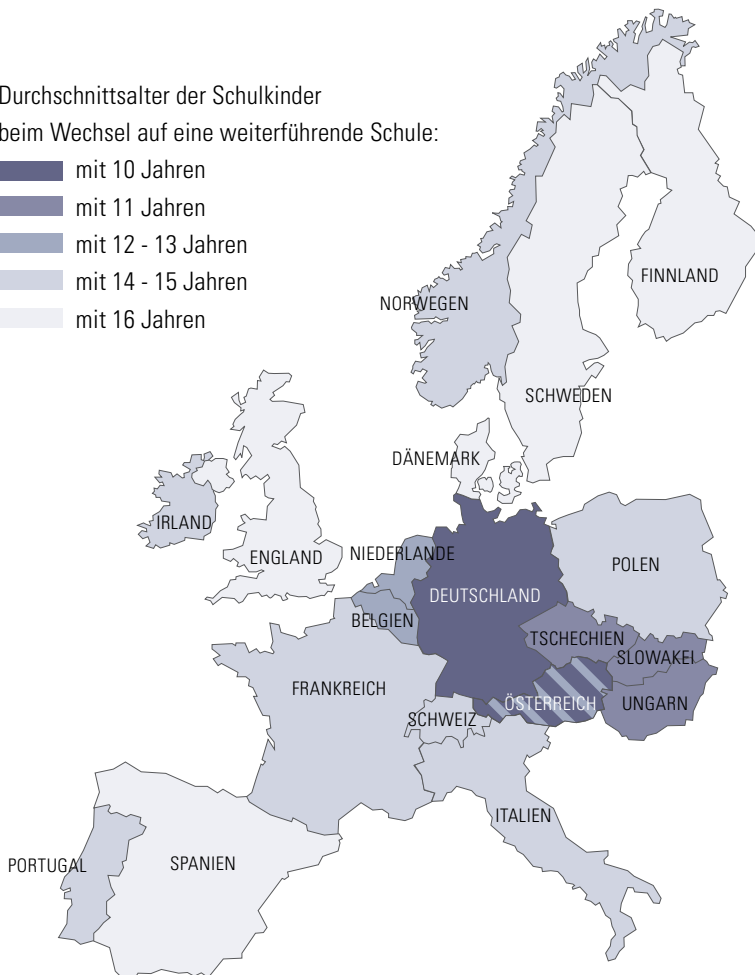 Durchschnittsalter der Schulkinder
beim Wechsel auf eine weiterführende Schule:
mit 10 Jahren
mit 11 Jahren
mit 12 - 13 Jahren
mit 14 - 15 Jahren
mit 16 Jahren
FINNLAND
NORWEGEN
SCHWEDEN
DÄNEMARK
IRLAND
ENGLAND
NIEDERLANDE
POLEN
DEUTSCHLAND
BELGIEN
TSCHECHIEN
SLOWAKEI
FRANKREICH
ÖSTERREICH
UNGARN
SCHWEIZ
ITALIEN
PORTUGAL
SPANIEN